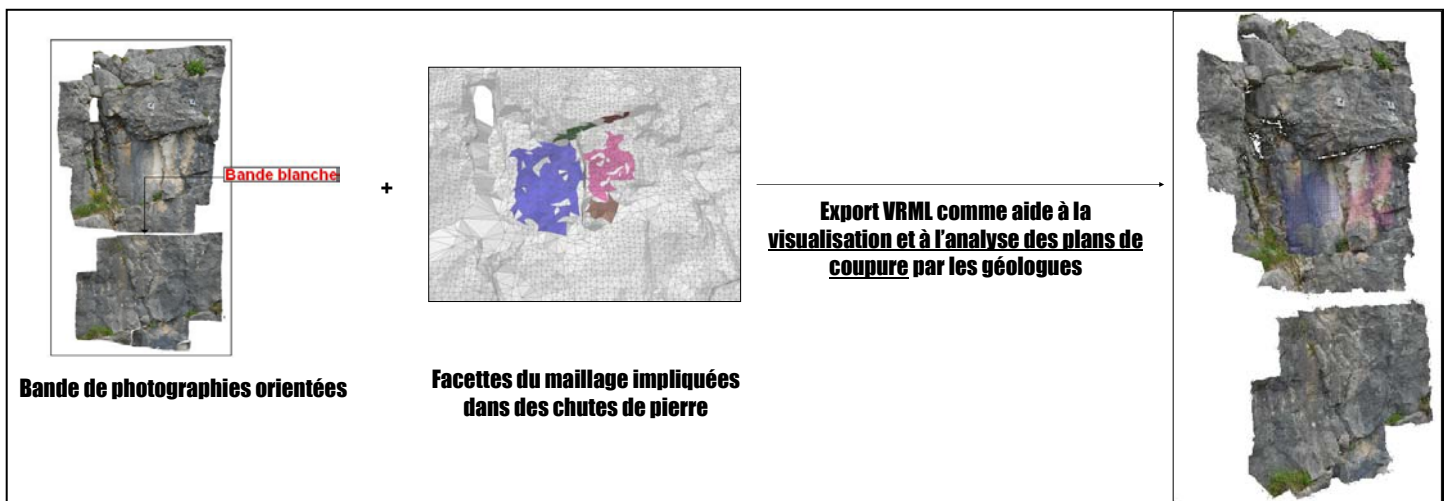 Bande blanche
+
Export VRML comme aide à la
visualisation et à l’analyse des plans de
coupure par les géologues
Bande de photographies orientées
Facettes du maillage impliquées
dans des chutes de pierre